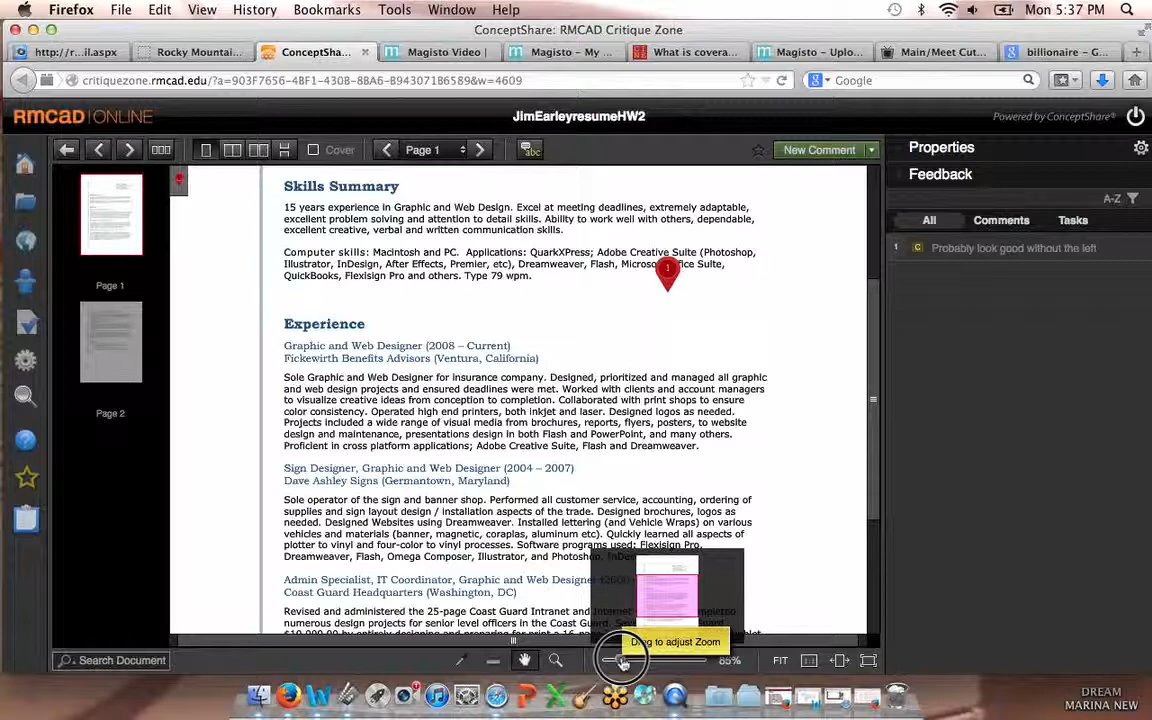 Firefox File Edit View History Bookmarks Tools Window Help Mon 5:37 PM
ConceptShare: RMCAD Critique Zone
http://r...il.aspx Rocky Mountai... ConceptSha... Magisto Video | Magisto - My ... What is covera... Magisto - Uplo... Main/Meet Cut... billionaire - G...
critiquezone.rmcad.edu/?a=903F7656-4BF1-430B-8BA6-B94307186589&w=4609 Google
RMCAD | ONLINE JimEarleyresumeHW2 Powered by ConceptShare®
Cover Page 1 abc New Comment
Properties
Feedback
A-Z
All Comments Tasks
1 C Probably look good without the left
Page 1
Page 2
Skills Summary
15 years experience in Graphic and Web Design. Excel at meeting deadlines, extremely adaptable,
excellent problem solving and attention to detail skills. Ability to work well with others, dependable,
excellent creative, verbal and written communication skills.
Computer skills: Macintosh and PC. Applications: QuarkXPress; Adobe Creative Suite (Photoshop,
Illustrator, InDesign, After Effects, Premier, etc), Dreamweaver, Flash, Microso ice Suite,
QuickBooks, Flexisign Pro and others. Type 79 wpm.
1
Experience
Graphic and Web Designer (2008 – Current)
Fickewirth Benefits Advisors (Ventura, California)
Sole Graphic and Web Designer for insurance company. Designed, prioritized and managed all graphic
and web design projects and ensured deadlines were met. Worked with clients and account managers
to visualize creative ideas from conception to completion. Collaborated with print shops to ensure
color consistency. Operated high end printers, both inkjet and laser. Designed logos as needed.
Projects included a wide range of visual media from brochures, reports, flyers, posters, to website
design and maintenance, presentations design in both Flash and PowerPoint, and many others.
Proficient in cross platform applications; Adobe Creative Suite, Flash and Dreamweaver.
Sign Designer, Graphic and Web Designer (2004 – 2007)
Dave Ashley Signs (Germantown, Maryland)
Sole operator of the sign and banner shop. Performed all customer service, accounting, ordering of
supplies and sign layout design / installation aspects of the trade. Designed brochures, logos as
needed. Designed Websites using Dreamweaver. Installed lettering (and Vehicle Wraps) on various
vehicles and materials (banner, magnetic, coraplas, aluminum etc). Quickly learned all aspects of
plotter to vinyl and four-color to vinyl processes. Software programs used: Flexisign Pro,
Dreamweaver, Flash, Omega Composer, Illustrator, and Photoshop, InDes
Admin Specialist, IT Coordinator, Graphic and Web Designer (2000
Coast Guard Headquarters (Washington, DC)
Revised and administered the 25-page Coast Guard Intranet and Internet
numerous design projects for senior level officers in the Coast Guard.
Drag to adjust Zoom
Search Document 85% FIT 1:1
DREAM
MARINA NEW